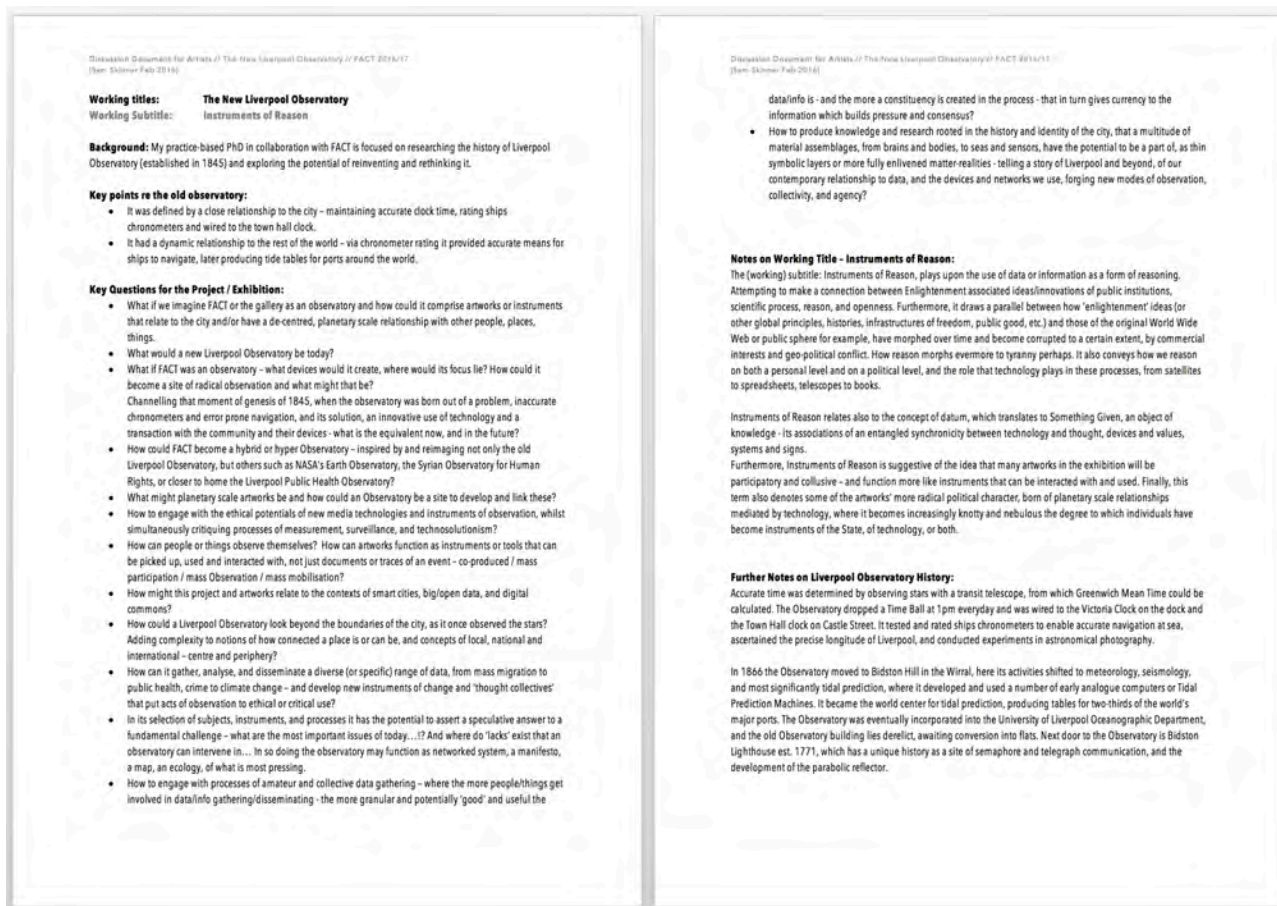 Discussion Document for Artists // The New Liverpool Observatory // FACT 2016/17
(Sam Skinner Feb 2016)
Working titles: The New Liverpool Observatory
Working Subtitle: Instruments of Reason
Background: My practice-based PhD in collaboration with FACT is focused on researching the history of Liverpool
Observatory (established in 1845) and exploring the potential of reinventing and rethinking it.
Key points re the old observatory:
• It was defined by a close relationship to the city – maintaining accurate clock time, rating ships
chronometers and wired to the town hall clock.
• It had a dynamic relationship to the rest of the world – via chronometer rating it provided accurate means for
ships to navigate, later producing tide tables for ports around the world.
Key Questions for the Project / Exhibition:
• What if we imagine FACT or the gallery as an observatory and how could it comprise artworks or instruments
that relate to the city and/or have a de-centred, planetary scale relationship with other people, places,
things.
• What would a new Liverpool Observatory be today?
• What if FACT was an observatory – what devices would it create, where would its focus lie? How could it
become a site of radical observation and what might that be?
Channelling that moment of genesis of 1845, when the observatory was born out of a problem, inaccurate
chronometers and error prone navigation, and its solution, an innovative use of technology and a
transaction with the community and their devices - what is the equivalent now, and in the future?
• How could FACT become a hybrid or hyper Observatory – inspired by and reimaging not only the old
Liverpool Observatory, but others such as NASA's Earth Observatory, the Syrian Observatory for Human
Rights, or closer to home the Liverpool Public Health Observatory?
• What might planetary scale artworks be and how could an Observatory be a site to develop and link these?
• How to engage with the ethical potentials of new media technologies and instruments of observation, whilst
simultaneously critiquing processes of measurement, surveillance, and technosolutionism?
• How can people or things observe themselves? How can artworks function as instruments or tools that can
be picked up, used and interacted with, not just documents or traces of an event – co-produced / mass
participation / mass Observation / mass mobilisation?
• How might this project and artworks relate to the contexts of smart cities, big/open data, and digital
commons?
• How could a Liverpool Observatory look beyond the boundaries of the city, as it once observed the stars?
Adding complexity to notions of how connected a place is or can be, and concepts of local, national and
international – centre and periphery?
• How can it gather, analyse, and disseminate a diverse (or specific) range of data, from mass migration to
public health, crime to climate change – and develop new instruments of change and 'thought collectives'
that put acts of observation to ethical or critical use?
• In its selection of subjects, instruments, and processes it has the potential to assert a speculative answer to a
fundamental challenge – what are the most important issues of today...!? And where do 'lacks' exist that an
observatory can intervene in... In so doing the observatory may function as networked system, a manifesto,
a map, an ecology, of what is most pressing.
• How to engage with processes of amateur and collective data gathering – where the more people/things get
involved in data/info gathering/disseminating - the more granular and potentially 'good' and useful the
Discussion Document for Artists // The New Liverpool Observatory // FACT 2016/17
(Sam Skinner Feb 2016)
data/info is - and the more a constituency is created in the process - that in turn gives currency to the
information which builds pressure and consensus?
• How to produce knowledge and research rooted in the history and identity of the city, that a multitude of
material assemblages, from brains and bodies, to seas and sensors, have the potential to be a part of, as thin
symbolic layers or more fully enlivened matter-realities - telling a story of Liverpool and beyond, of our
contemporary relationship to data, and the devices and networks we use, forging new modes of observation,
collectivity, and agency?
Notes on Working Title – Instruments of Reason:
The (working) subtitle: Instruments of Reason, plays upon the use of data or information as a form of reasoning.
Attempting to make a connection between Enlightenment associated ideas/innovations of public institutions,
scientific process, reason, and openness. Furthermore, it draws a parallel between how 'enlightenment' ideas (or
other global principles, histories, infrastructures of freedom, public good, etc.) and those of the original World Wide
Web or public sphere for example, have morphed over time and become corrupted to a certain extent, by commercial
interests and geo-political conflict. How reason morphs evermore to tyranny perhaps. It also conveys how we reason
on both a personal level and on a political level, and the role that technology plays in these processes, from satellites
to spreadsheets, telescopes to books.
Instruments of Reason relates also to the concept of datum, which translates to Something Given, an object of
knowledge - its associations of an entangled synchronicity between technology and thought, devices and values,
systems and signs.
Furthermore, Instruments of Reason is suggestive of the idea that many artworks in the exhibition will be
participatory and collusive – and function more like instruments that can be interacted with and used. Finally, this
term also denotes some of the artworks' more radical political character, born of planetary scale relationships
mediated by technology, where it becomes increasingly knotty and nebulous the degree to which individuals have
become instruments of the State, of technology, or both.
Further Notes on Liverpool Observatory History:
Accurate time was determined by observing stars with a transit telescope, from which Greenwich Mean Time could be
calculated. The Observatory dropped a Time Ball at 1pm everyday and was wired to the Victoria Clock on the dock and
the Town Hall clock on Castle Street. It tested and rated ships chronometers to enable accurate navigation at sea,
ascertained the precise longitude of Liverpool, and conducted experiments in astronomical photography.
In 1866 the Observatory moved to Bidston Hill in the Wirral, here its activities shifted to meteorology, seismology,
and most significantly tidal prediction, where it developed and used a number of early analogue computers or Tidal
Prediction Machines. It became the world center for tidal prediction, producing tables for two-thirds of the world's
major ports. The Observatory was eventually incorporated into the University of Liverpool Oceanographic Department,
and the old Observatory building lies derelict, awaiting conversion into flats. Next door to the Observatory is Bidston
Lighthouse est. 1771, which has a unique history as a site of semaphore and telegraph communication, and the
development of the parabolic reflector.